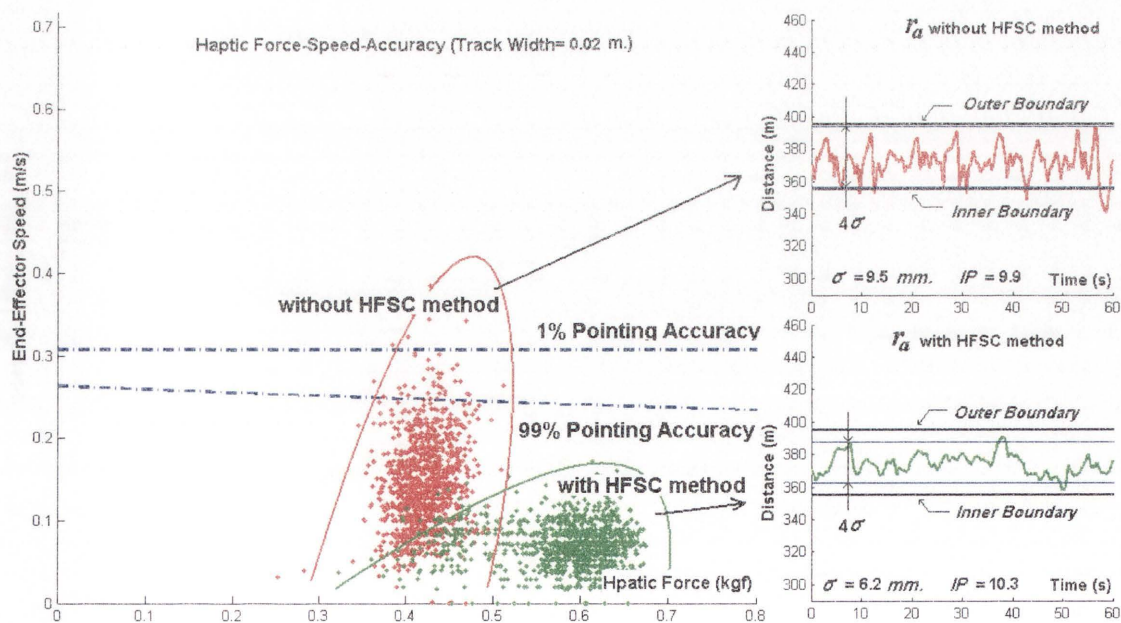 Haptic Force-Speed-Accuracy (Track Width= 0.02 m.)
End-Effector Speed (m/s)
0.7
0.6
0.5
0.4
0.3
0.2
0.1
0
without HFSC method
1% Pointing Accuracy
99% Pointing Accuracy
with HFSC method
Hpatic Force (kgf)
0 0.1 0.2 0.3 0.4 0.5 0.6 0.7 0.8
r_a without HFSC method
Distance (m)
460
440
420
400
380
360
340
320
300
Outer Boundary
Inner Boundary
4σ
σ =9.5 mm. IP =9.9 Time (s)
0 10 20 30 40 50 60
r_a with HFSC method
Distance (m)
460
440
420
400
380
360
340
320
300
Outer Boundary
Inner Boundary
4σ
σ =6.2 mm. IP =10.3 Time (s)
0 10 20 30 40 50 60